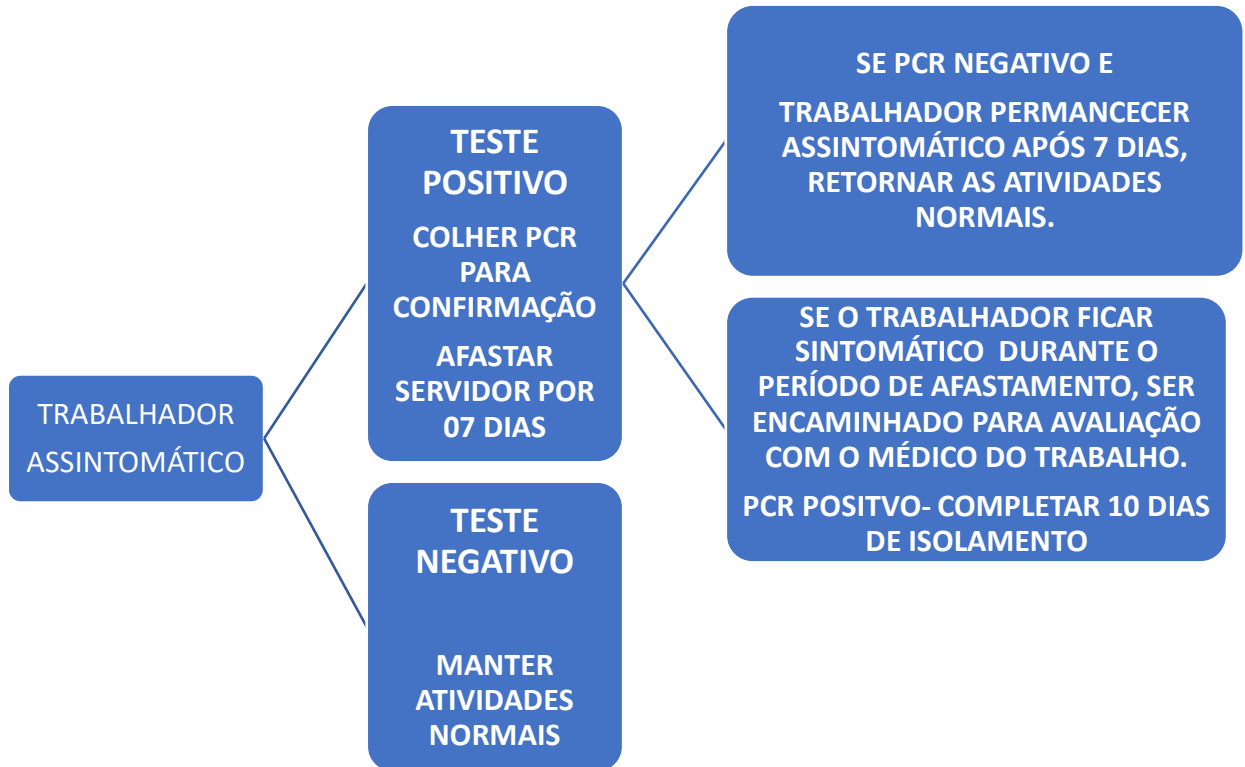 TRABALHADOR
ASSINTOMÁTICO
TESTE
POSITIVO
COLHER PCR
PARA
CONFIRMAÇÃO
AFASTAR
SERVIDOR POR
07 DIAS
TESTE
NEGATIVO
MANTER
ATIVIDADES
NORMAIS
SE PCR NEGATIVO E
TRABALHADOR PERMANCECER
ASSINTOMÁTICO APÓS 7 DIAS,
RETORNAR AS ATIVIDADES
NORMAIS.
SE O TRABALHADOR FICAR
SINTOMÁTICO DURANTE O
PERÍODO DE AFASTAMENTO, SER
ENCAMINHADO PARA AVALIAÇÃO
COM O MÉDICO DO TRABALHO.
PCR POSITVO- COMPLETAR 10 DIAS
DE ISOLAMENTO